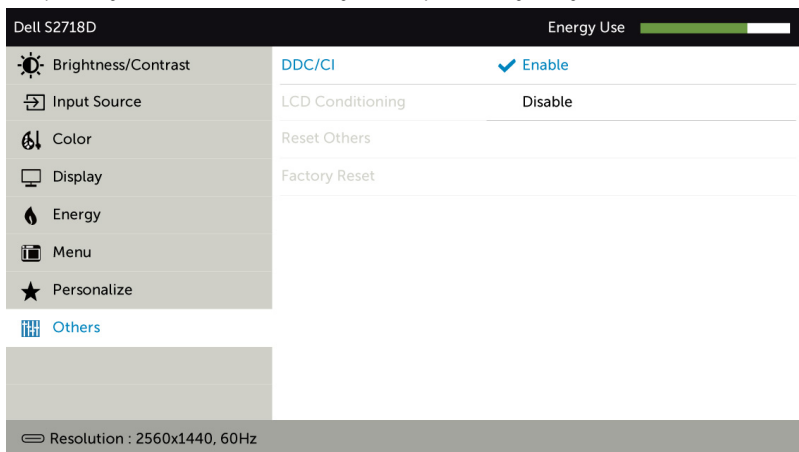 Dell S2718D Energy Use
Brightness/Contrast DDC/CI Enable
Input Source LCD Conditioning Disable
Color Reset Others
Display Factory Reset
Energy
Menu
Personalize
Others
Resolution : 2560x1440, 60Hz